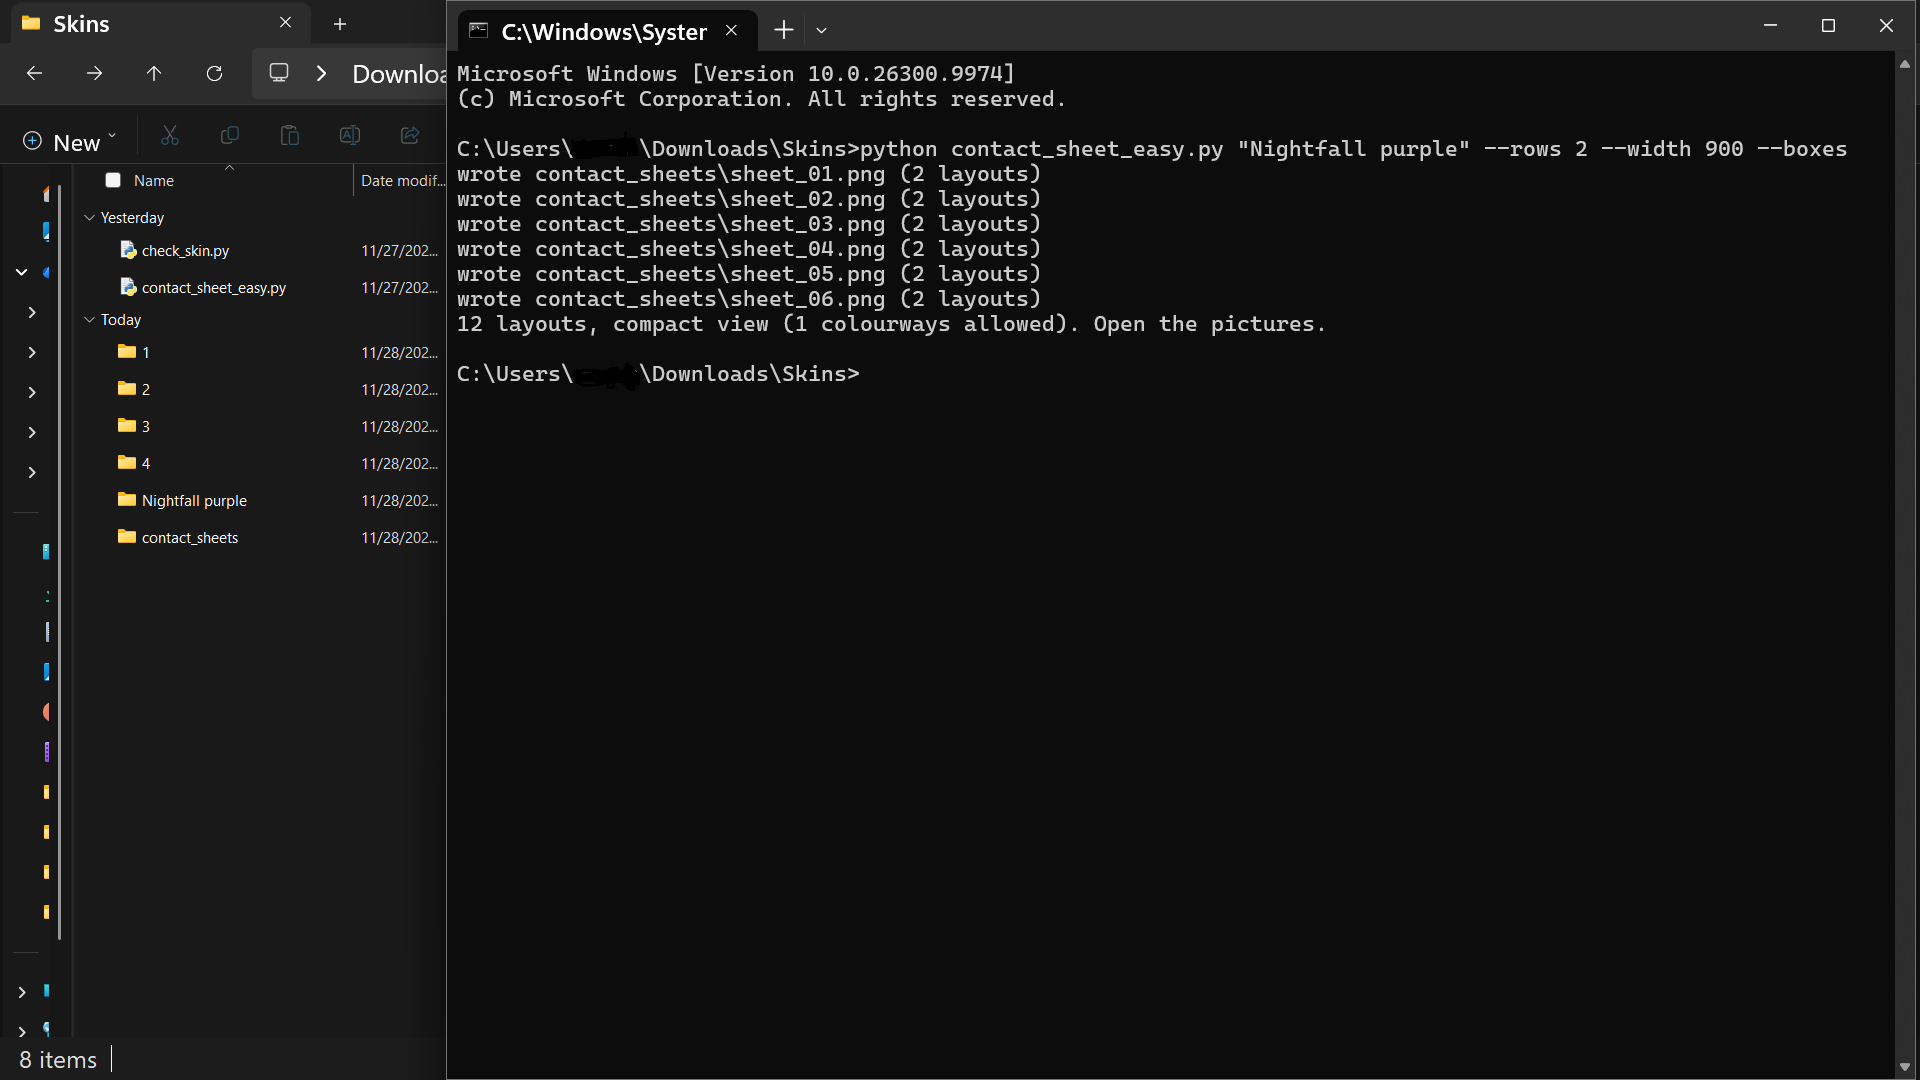 Skins
Downloa
New
Name
Date modif...
Yesterday
check_skin.py 11/27/202...
contact_sheet_easy.py 11/27/202...
Today
1 11/28/202...
2 11/28/202...
3 11/28/202...
4 11/28/202...
Nightfall purple 11/28/202...
contact_sheets 11/28/202...
8 items
C:\Windows\Syster
Microsoft Windows [Version 10.0.26300.9974]
(c) Microsoft Corporation. All rights reserved.
C:\Users\ \Downloads\Skins>python contact_sheet_easy.py "Nightfall purple" --rows 2 --width 900 --boxes
wrote contact_sheets\sheet_01.png (2 layouts)
wrote contact_sheets\sheet_02.png (2 layouts)
wrote contact_sheets\sheet_03.png (2 layouts)
wrote contact_sheets\sheet_04.png (2 layouts)
wrote contact_sheets\sheet_05.png (2 layouts)
wrote contact_sheets\sheet_06.png (2 layouts)
12 layouts, compact view (1 colourways allowed). Open the pictures.
C:\Users\ \Downloads\Skins>